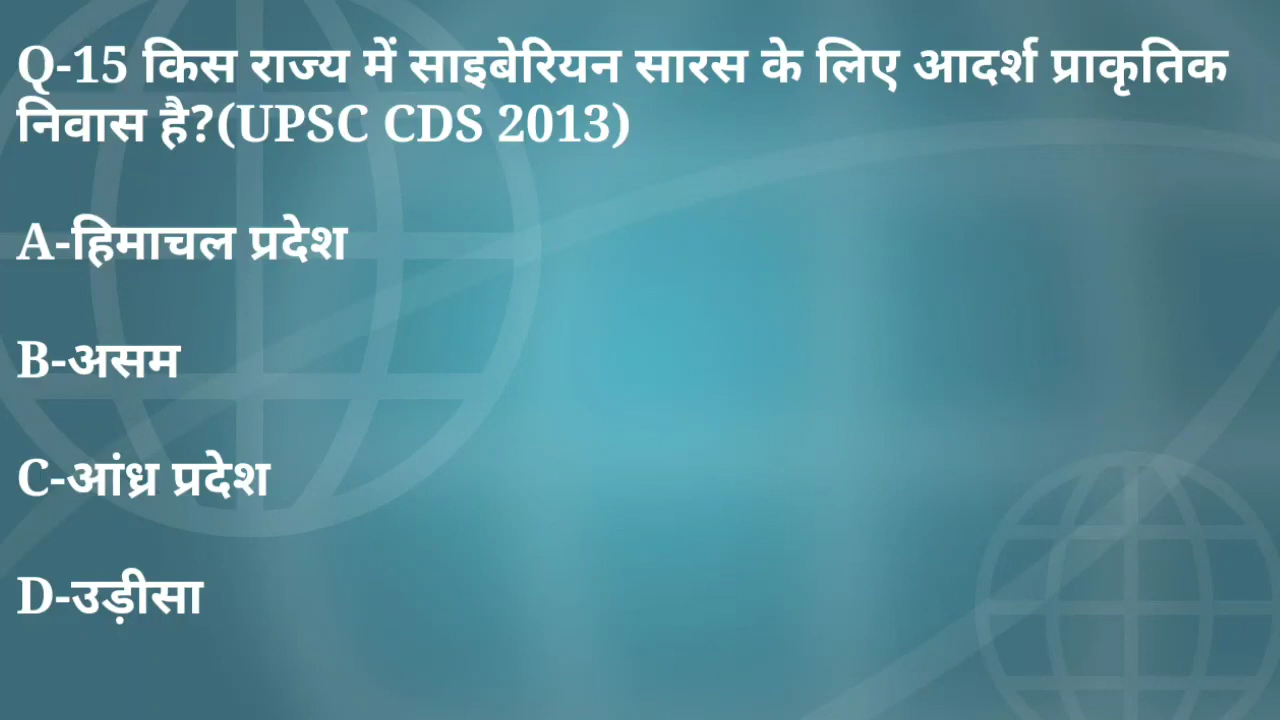 Q-15 किस राज्य में साइबेरियन सारस के लिए आदर्श प्राकृतिक
निवास है?(UPSC CDS 2013)
A-हिमाचल प्रदेश
B-असम
C-आंध्र प्रदेश
D-उड़ीसा